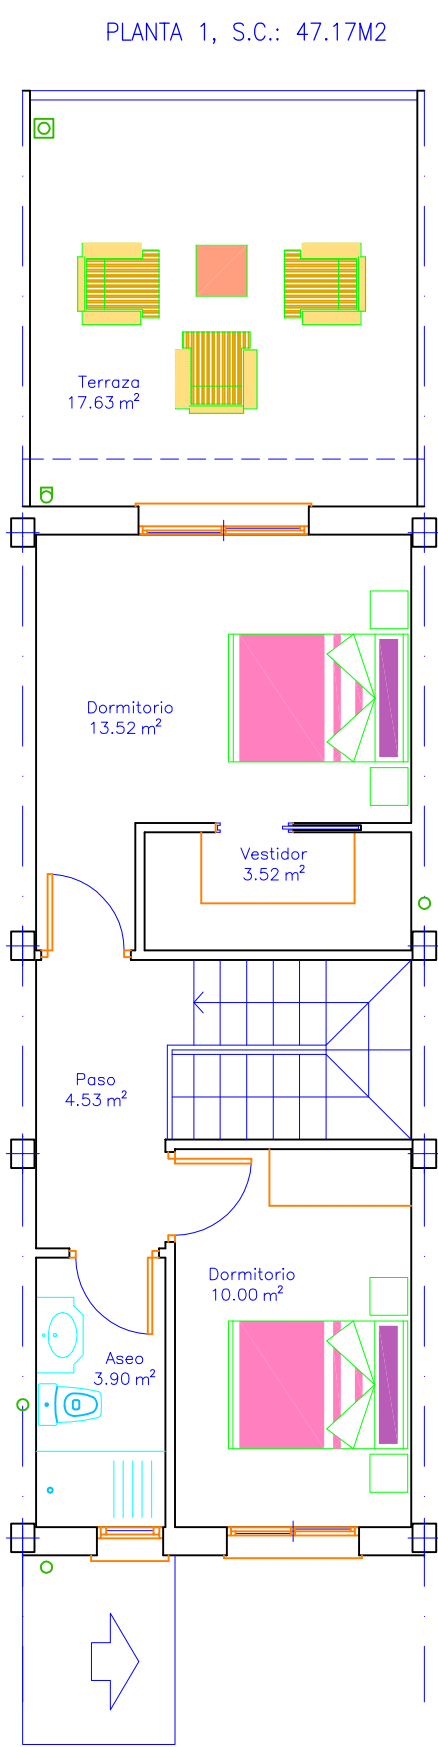 PLANTA 1, S.C.: 47.17M2
Terraza
17.63 m²
Dormitorio
13.52 m²
Vestidor
3.52 m²
Paso
4.53 m²
Dormitorio
10.00 m²
Aseo
3.90 m²